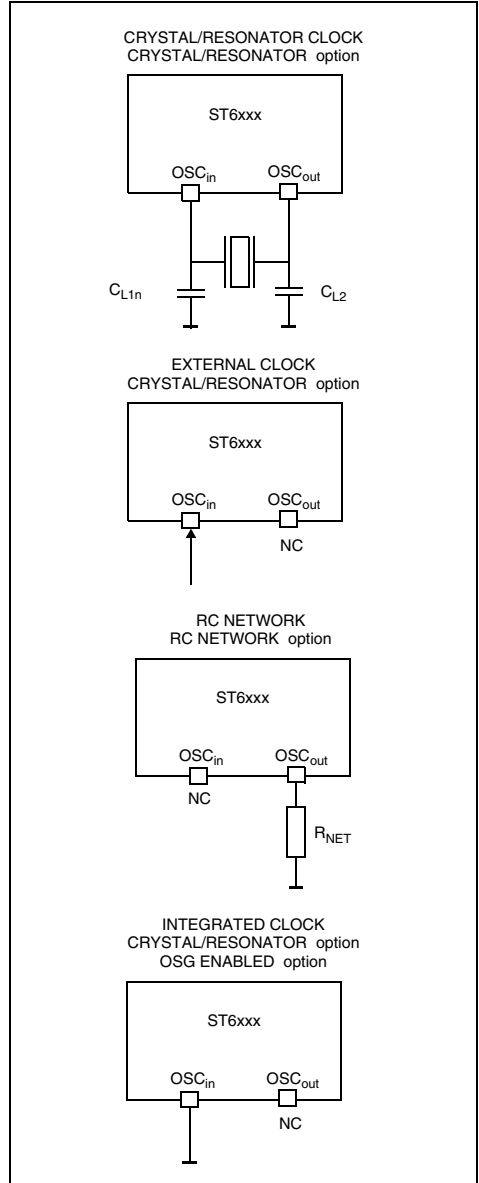 CRYSTAL/RESONATOR CLOCK
CRYSTAL/RESONATOR option
ST6xxx
OSCin OSCout
CL1n CL2
EXTERNAL CLOCK
CRYSTAL/RESONATOR option
ST6xxx
OSCin OSCout
NC
RC NETWORK
RC NETWORK option
ST6xxx
OSCin OSCout
NC
RNET
INTEGRATED CLOCK
CRYSTAL/RESONATOR option
OSG ENABLED option
ST6xxx
OSCin OSCout
NC